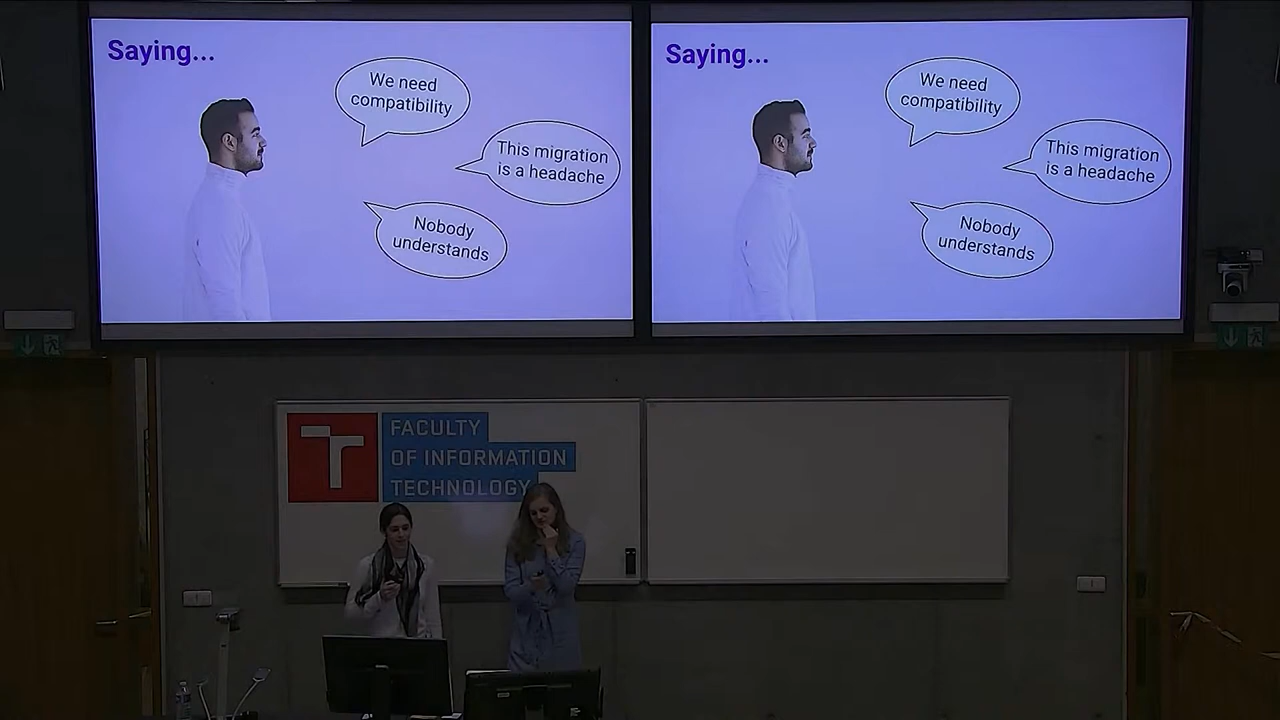 Saying...
We need
compatibility
This migration
is a headache
Nobody
understands
Saying...
We need
compatibility
This migration
is a headache
Nobody
understands
T
FACULTY
OF INFORMATION
TECHNOLOGY